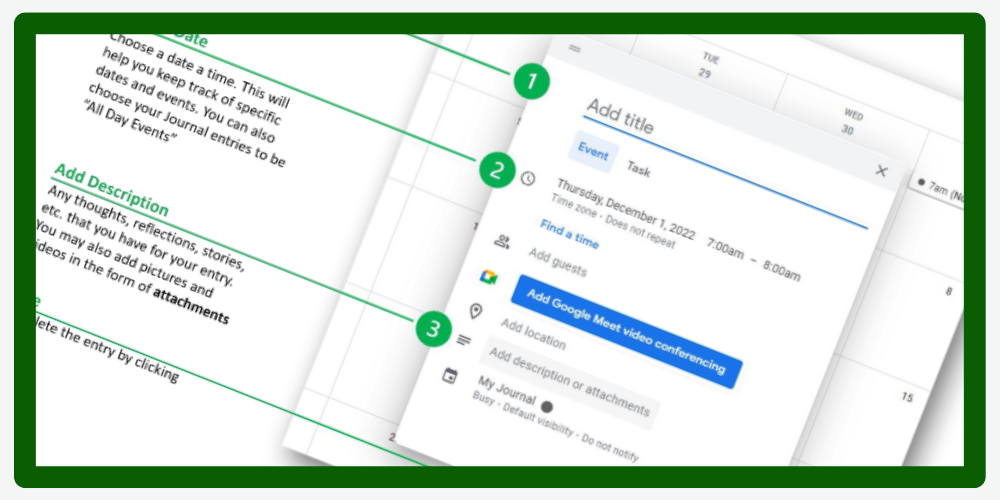 Date
Choose a date a time. This will
help you keep track of specific
dates and events. You can also
choose your Journal entries to be
“All Day Events”
Add Description
Any thoughts, reflections, stories,
etc. that you have for your entry.
You may also add pictures and
ideos in the form of attachments
e
lete the entry by clicking
1
2
3
TUE
29
WED
30
Add title
Event
Task
Thursday, December 1, 2022 7:00am – 8:00am
Time zone · Does not repeat
Find a time
Add guests
Add Google Meet video conferencing
Add location
Add description or attachments
My Journal
Busy · Default visibility · Do not notify
7am (No
8
15
1
2